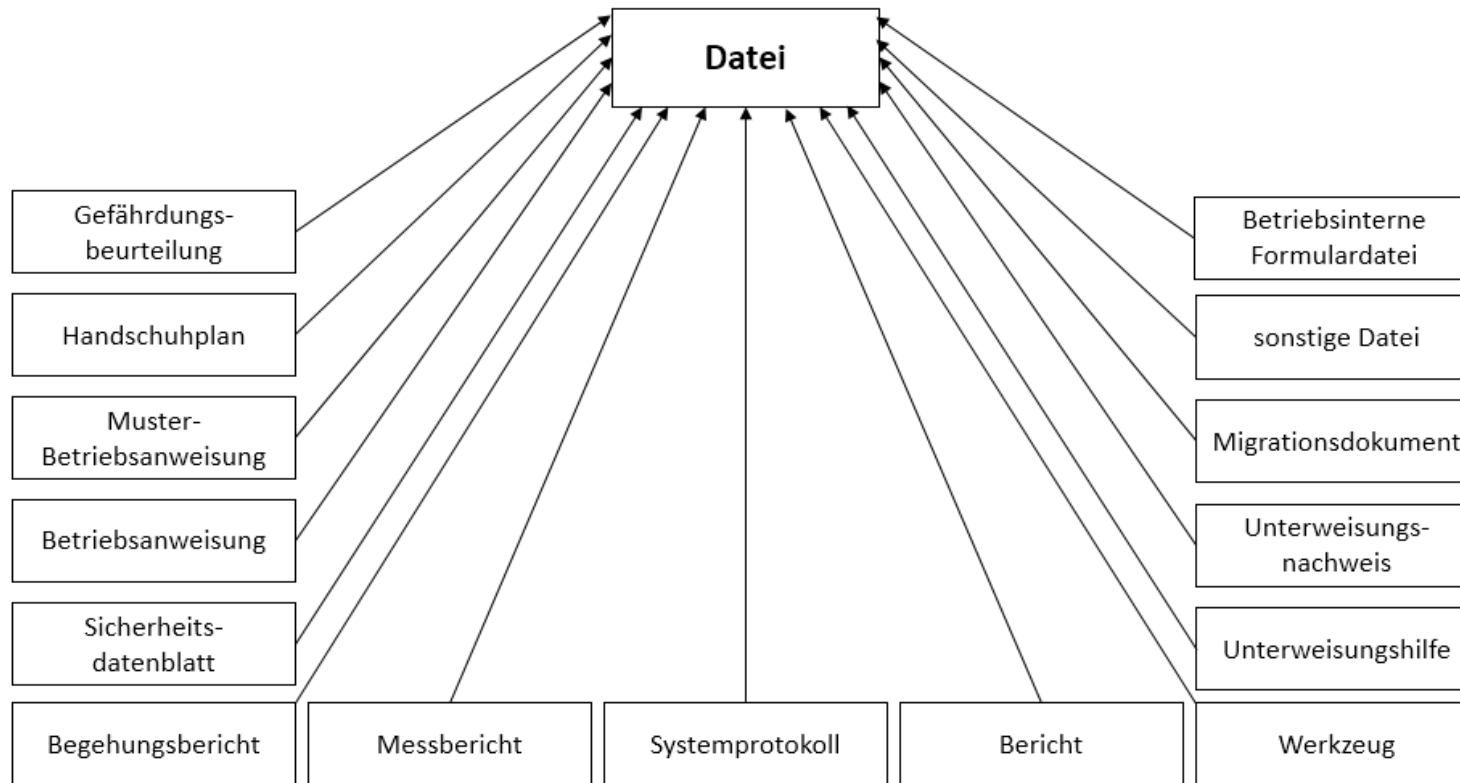 Datei
Gefährdungs-
beurteilung
Handschuhplan
Muster-
Betriebsanweisung
Betriebsanweisung
Sicherheits-
datenblatt
Begehungsbericht
Messbericht
Systemprotokoll
Bericht
Werkzeug
Betriebsinterne
Formulardatei
sonstige Datei
Migrationsdokument
Unterweisungs-
nachweis
Unterweisungshilfe